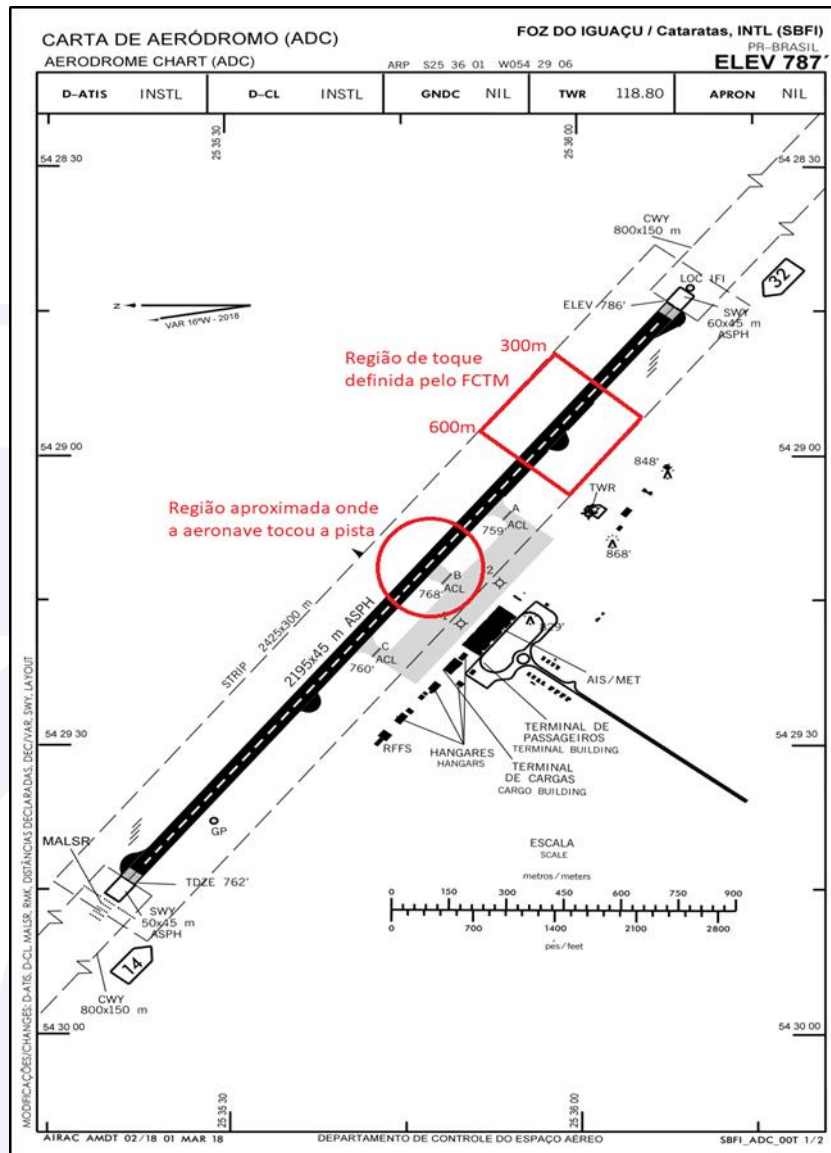 CARTA DE AERÓDROMO (ADC)
AERODROME CHART (ADC)
ARP S25 36 01 W054 29 06
FOZ DO IGUAÇU / Cataratas, INTL (SBFI)
PR-BRASIL
ELEV 787'
D-ATIS INSTL
D-CL INSTL
GNDC NIL
TWR 118.80
APRON NIL
25 35 30
25 36 00
54 28 30
54 28 30
CWY
800x150 m
LOC IFI
32
ELEV 786'
SWY
60x45 m
ASPH
N
VAR 16°W - 2018
Região de toque
definida pelo FCTM
300m
600m
54 29 00
54 29 00
848'
TWR
868'
Região aproximada onde
a aeronave tocou a pista
A
ACL
759'
B
ACL
768'
2
1
C
ACL
760'
STRIP 2425x300 m
2195x45 m ASPH
829'
AIS/MET
TERMINAL DE
PASSAGEIROS
TERMINAL BUILDING
TERMINAL
DE CARGAS
CARGO BUILDING
HANGARES
HANGARS
RFFS
54 29 30
54 29 30
GP
MALSR
TDZE 762'
SWY
50x45 m
ASPH
14
CWY
800x150 m
ESCALA
SCALE
metros/meters
0 150 300 450 600 750 900
0 700 1400 2100 2800
pés/feet
54 30 00
54 30 00
25 35 30
25 36 00
MODIFICAÇÕES/CHANGES: D-ATIS, D-CL, MALSR, RMK, DISTÂNCIAS DECLARADAS, DEC/VAR, SWY, LAYOUT
AIRAC AMDT 02/18 01 MAR 18
DEPARTAMENTO DE CONTROLE DO ESPAÇO AÉREO
SBFI_ADC_00T 1/2